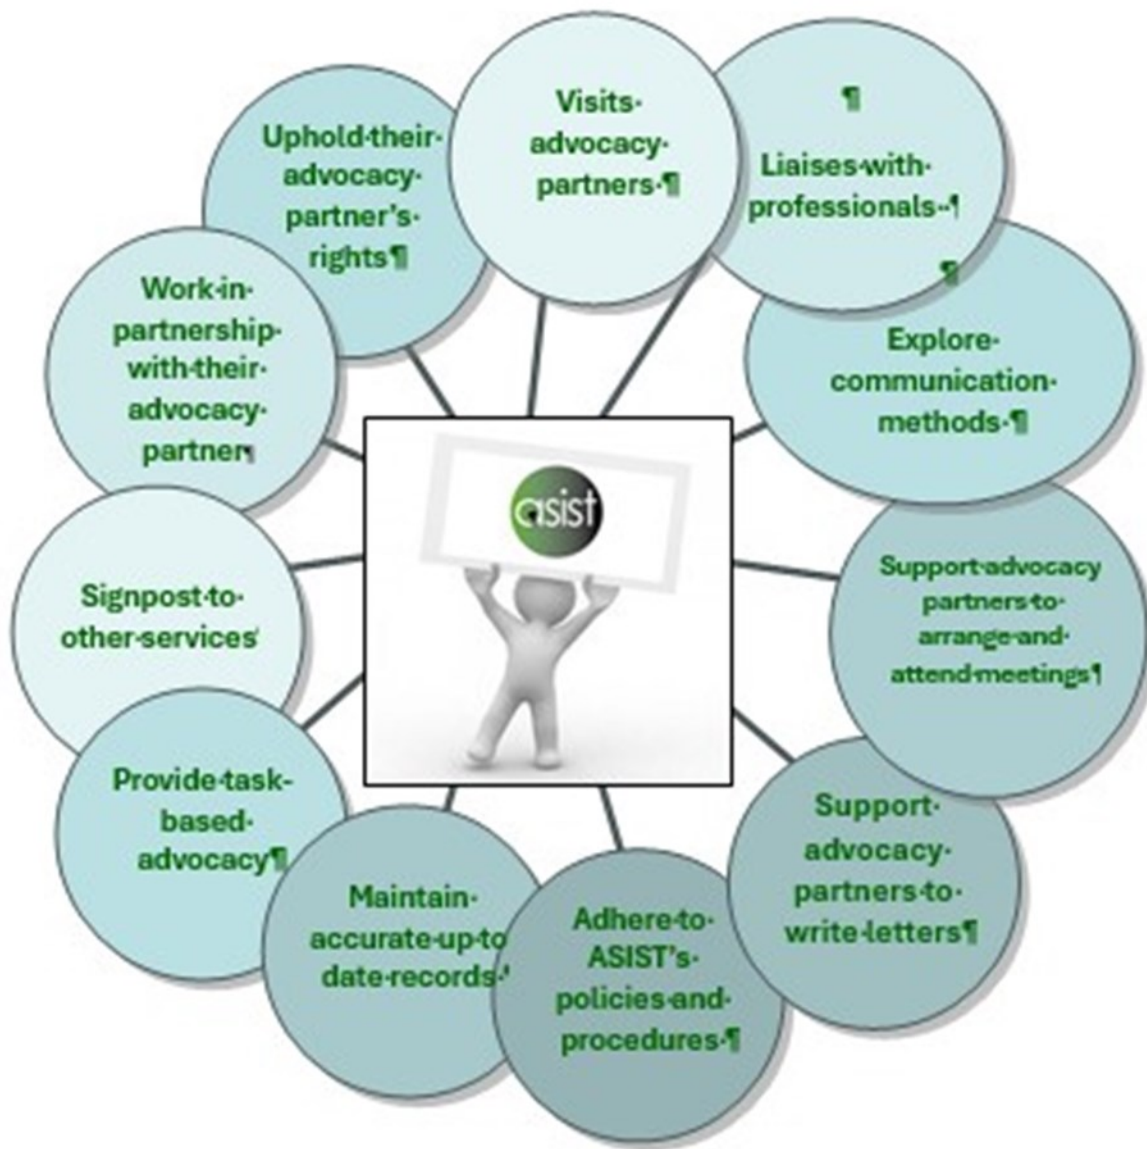 Visits·
advocacy·
partners·¶
¶
Liaises·with·
professionals·¶
¶
Explore·
communication·
methods·¶
Support·advocacy
partners·to·
arrange·and·
attend·meetings¶
Support·
advocacy·
partners·to·
write·letters¶
Adhere·to·
ASIST’s·
policies·and·
procedures·¶
Maintain·
accurate·up·to
date·records·
Provide·task-
based·
advocacy¶
Signpost·to·
other·services
Work·in·
partnership·
with·their·
advocacy·
partner¶
Uphold·their·
advocacy·
partner’s·
rights¶
asist